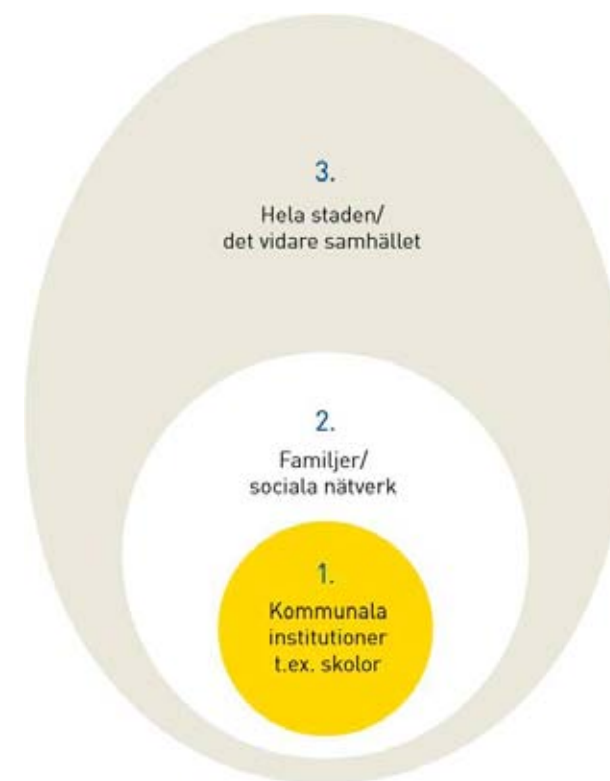 3.
Hela staden/
det vidare samhället
2.
Familjer/
sociala nätverk
1.
Kommunala
institutioner
t.ex. skolor